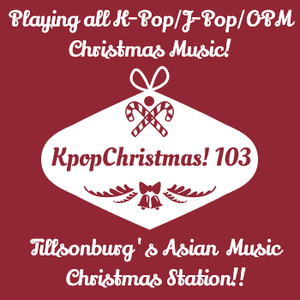 Playing all K-Pop/J-Pop/OPM
Christmas Music!
KpopChristmas! 103
Tillsonburg's Asian Music
Christmas Station!!